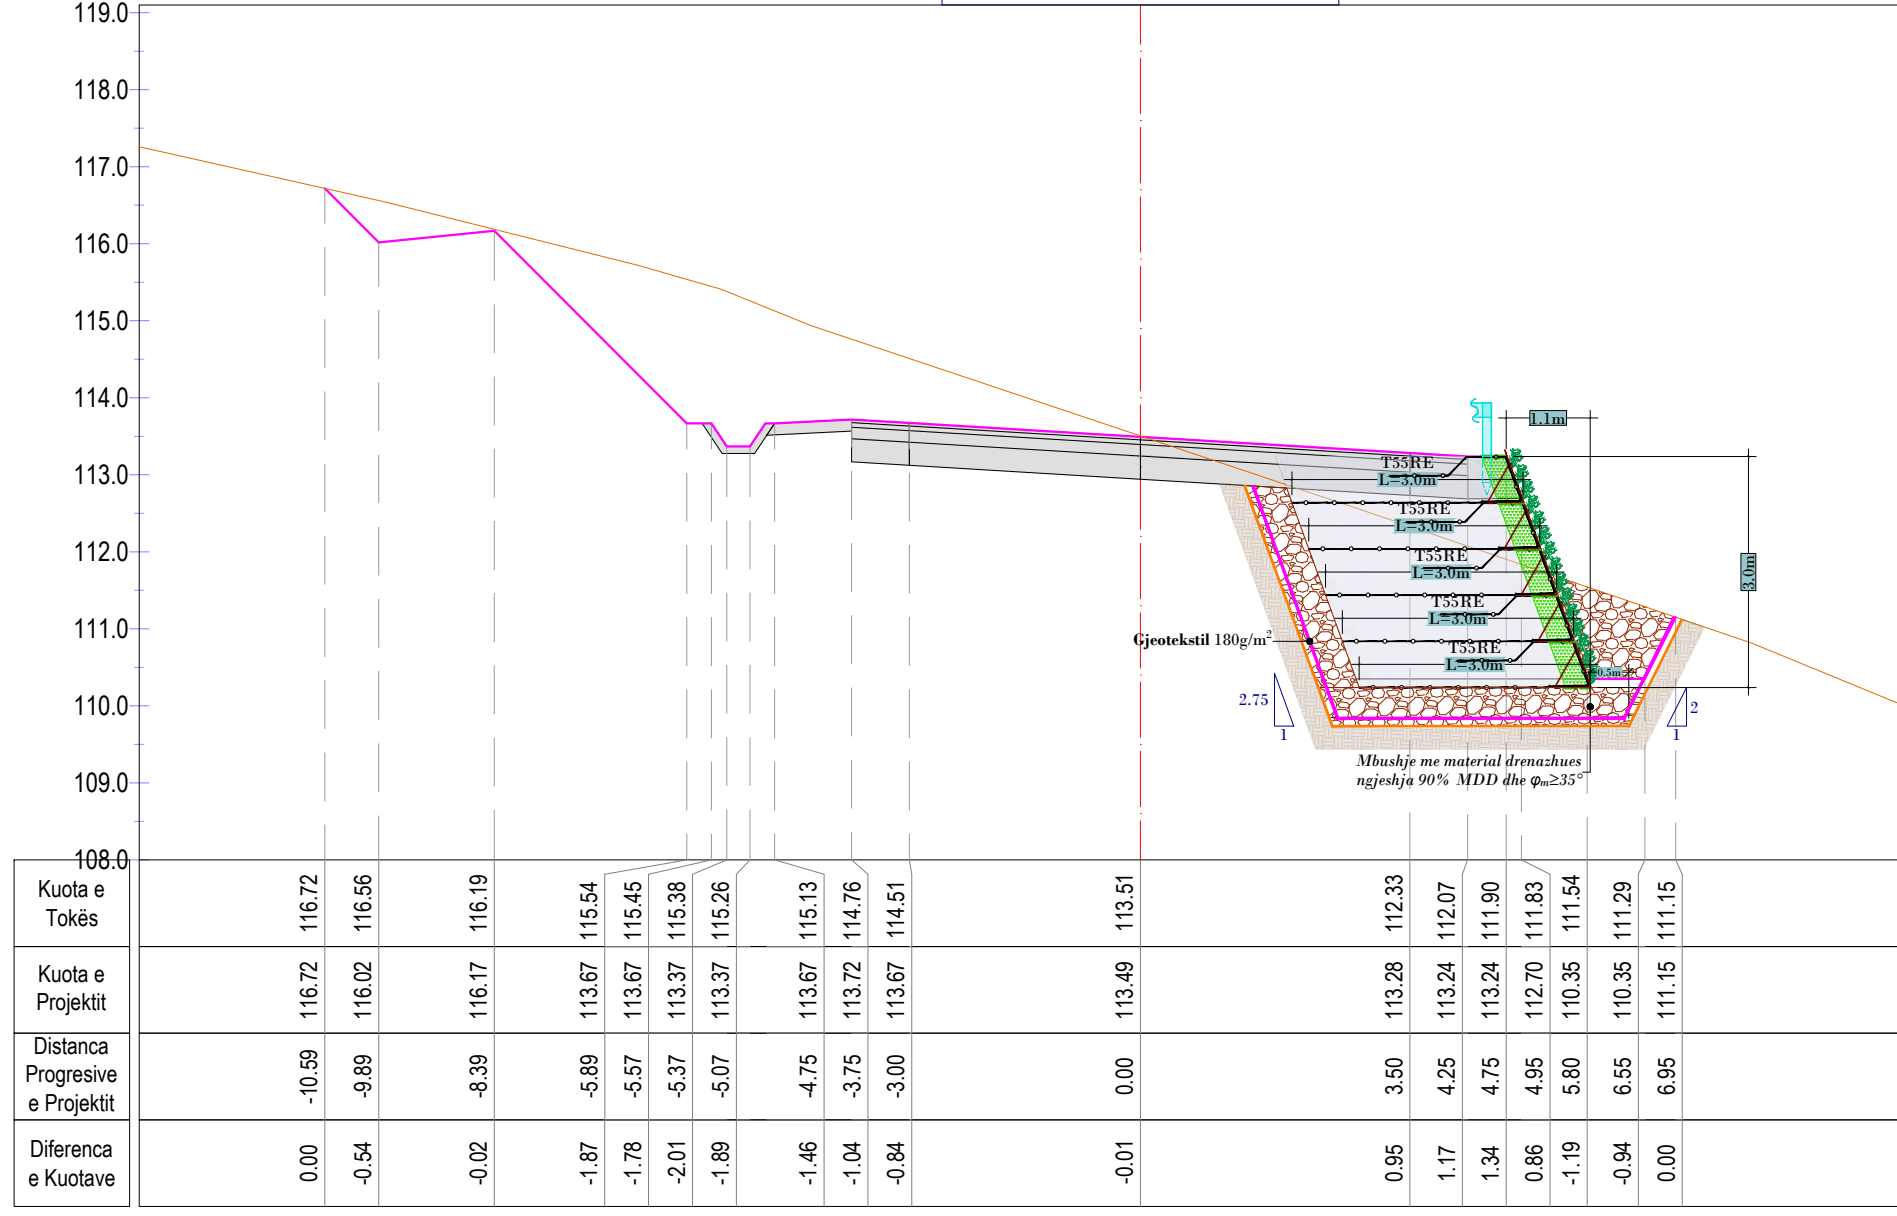 119.0
118.0
117.0
116.0
115.0
114.0
113.0
112.0
111.0
110.0
109.0
108.0
1.1m
3.0m
T55RE
L=3.0m
T55RE
L=3.0m
T55RE
L=3.0m
T55RE
L=3.0m
T55RE
L=3.0m
0.5m
Gjeotekstil 180g/m²
2.75
1
2
1
Mbushje me material drenazhues
ngjeshja 90% MDD dhe φm≥35°
Kuota e
Tokës
116.72 116.56 116.19 115.54 115.45 115.38 115.26 115.13 114.76 114.51 113.51 112.33 112.07 111.90 111.83 111.54 111.29 111.15
Kuota e
Projektit
116.72 116.02 116.17 113.67 113.67 113.37 113.37 113.67 113.72 113.67 113.49 113.28 113.24 113.24 112.70 110.35 110.35 111.15
Distanca
Progresive
e Projektit
-10.59 -9.89 -8.39 -5.89 -5.57 -5.37 -5.07 -4.75 -3.75 -3.00 0.00 3.50 4.25 4.75 4.95 5.80 6.55 6.95
Diferenca
e Kuotave
0.00 -0.54 -0.02 -1.87 -1.78 -2.01 -1.89 -1.46 -1.04 -0.84 -0.01 0.95 1.17 1.34 0.86 -1.19 -0.94 0.00